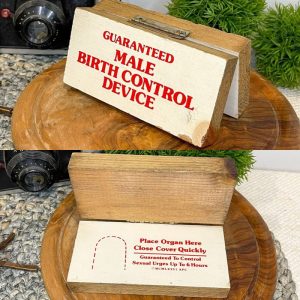 GUARANTEED
MALE
BIRTH CONTROL
DEVICE
Place Organ Here
Close Cover Quickly
Guaranteed To Control
Sexual Urges Up To 6 Hours